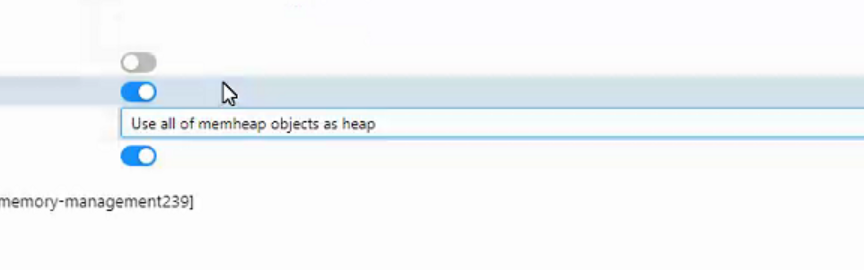 Use all of memheap objects as heap
memory-management239]